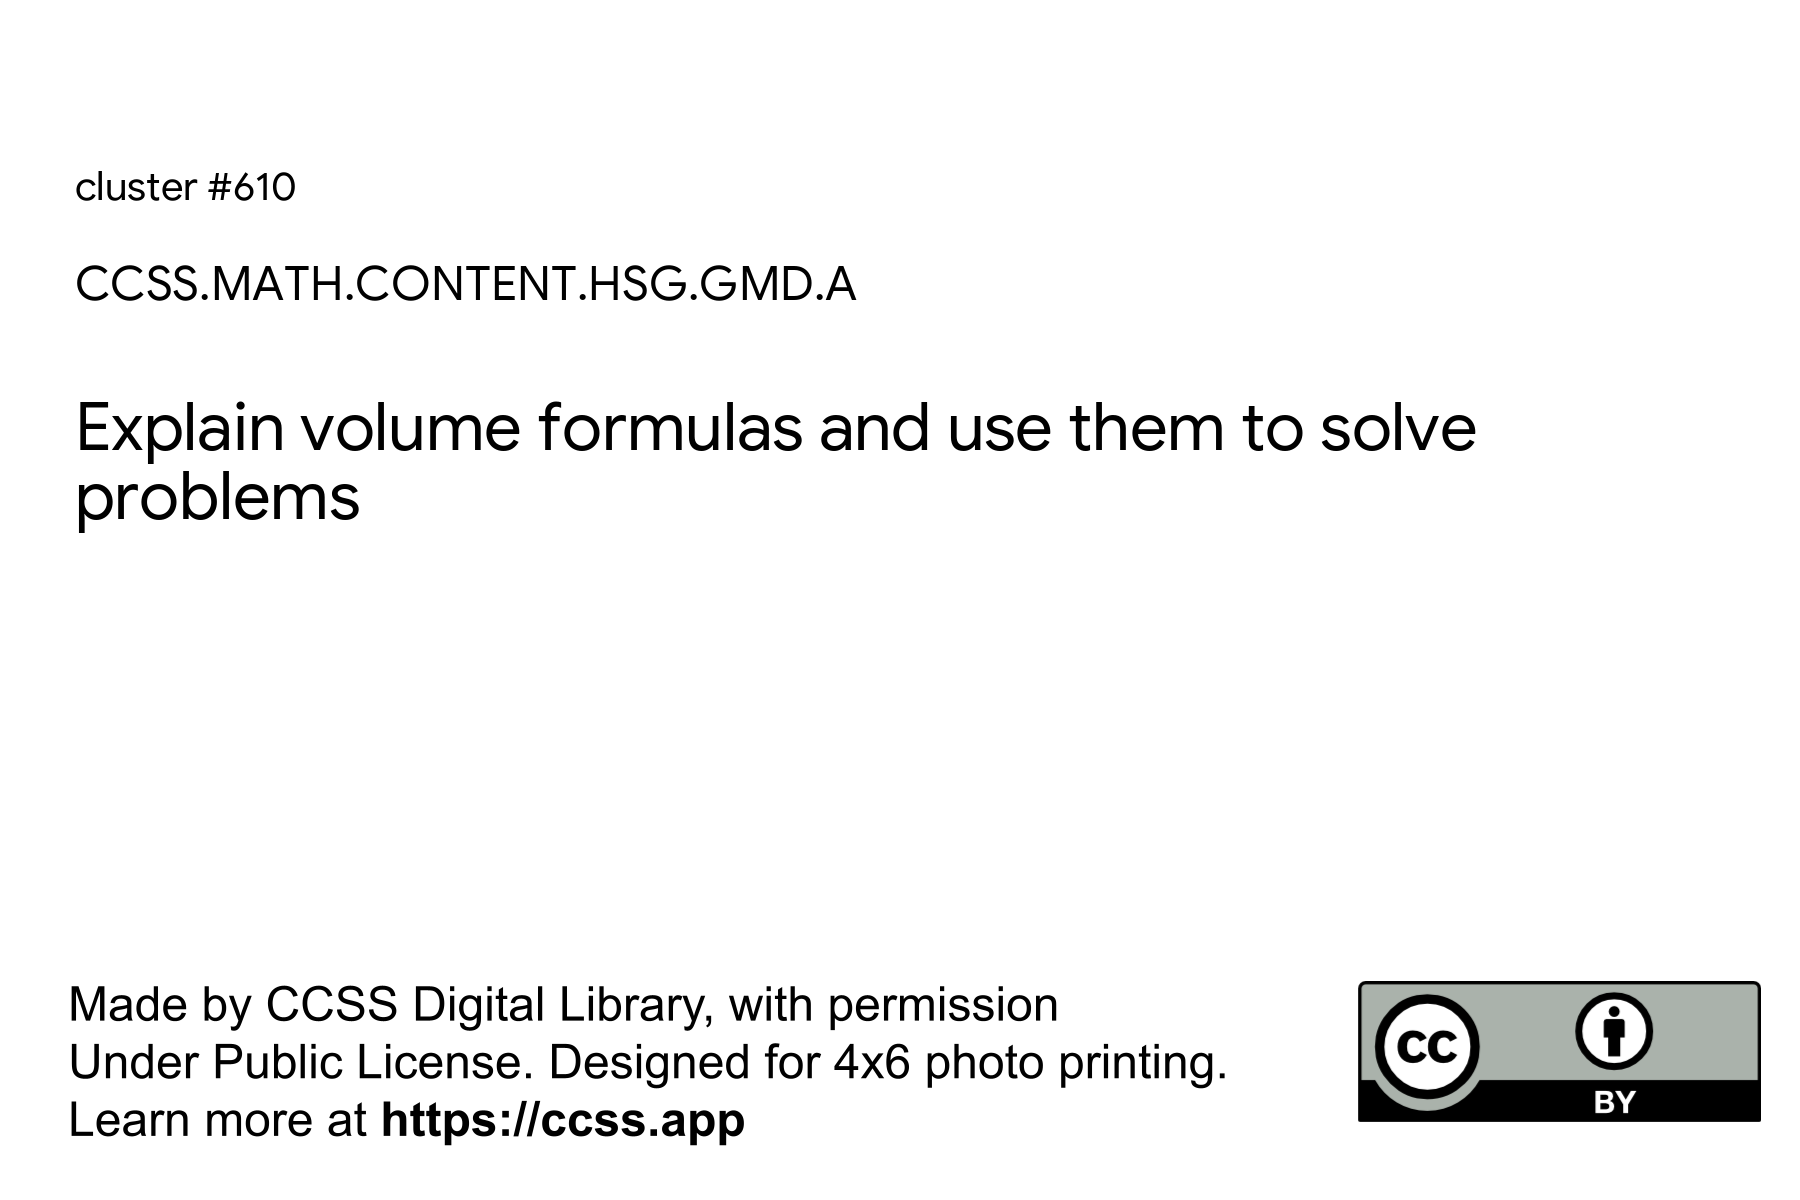 cluster #610
CCSS.MATH.CONTENT.HSG.GMD.A
Explain volume formulas and use them to solve
problems
Made by CCSS Digital Library, with permission
Under Public License. Designed for 4x6 photo printing.
Learn more at https://ccss.app
CC
BY